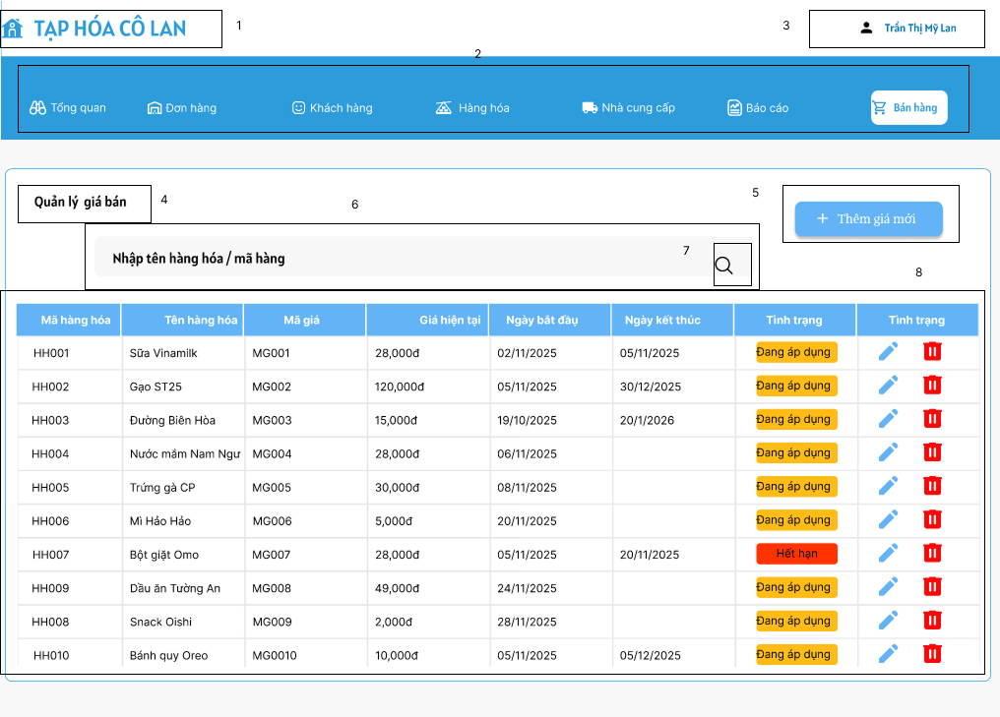 TẠP HÓA CÔ LAN 1 3 Trần Thị Mỹ Lan
2
Tổng quan Đơn hàng Khách hàng Hàng hóa Nhà cung cấp Báo cáo Bán hàng
Quản lý giá bán 4 6 5
+ Thêm giá mới
Nhập tên hàng hóa / mã hàng 7
8
Mã hàng hóa Tên hàng hóa Mã giá Giá hiện tại Ngày bắt đầu Ngày kết thúc Tình trạng Tình trạng
HH001 Sữa Vinamilk MG001 28,000đ 02/11/2025 05/11/2025 Đang áp dụng
HH002 Gạo ST25 MG002 120,000đ 05/11/2025 30/12/2025 Đang áp dụng
HH003 Đường Biên Hòa MG003 15,000đ 19/10/2025 20/1/2026 Đang áp dụng
HH004 Nước mắm Nam Ngư MG004 28,000đ 06/11/2025 Đang áp dụng
HH005 Trứng gà CP MG005 30,000đ 08/11/2025 Đang áp dụng
HH006 Mì Hảo Hảo MG006 5,000đ 20/11/2025 Đang áp dụng
HH007 Bột giặt Omo MG007 28,000đ 05/11/2025 20/11/2025 Hết hạn
HH009 Dầu ăn Tường An MG008 49,000đ 24/11/2025 Đang áp dụng
HH008 Snack Oishi MG009 2,000đ 28/11/2025 Đang áp dụng
HH010 Bánh quy Oreo MG0010 10,000đ 05/11/2025 05/12/2025 Đang áp dụng